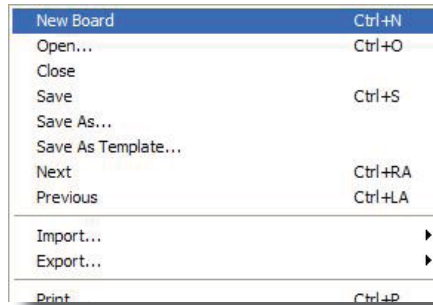 New Board Ctrl+N
Open... Ctrl+O
Close
Save Ctrl+S
Save As...
Save As Template...
Next Ctrl+RA
Previous Ctrl+LA
Import...
Export...
Print... Ctrl+P